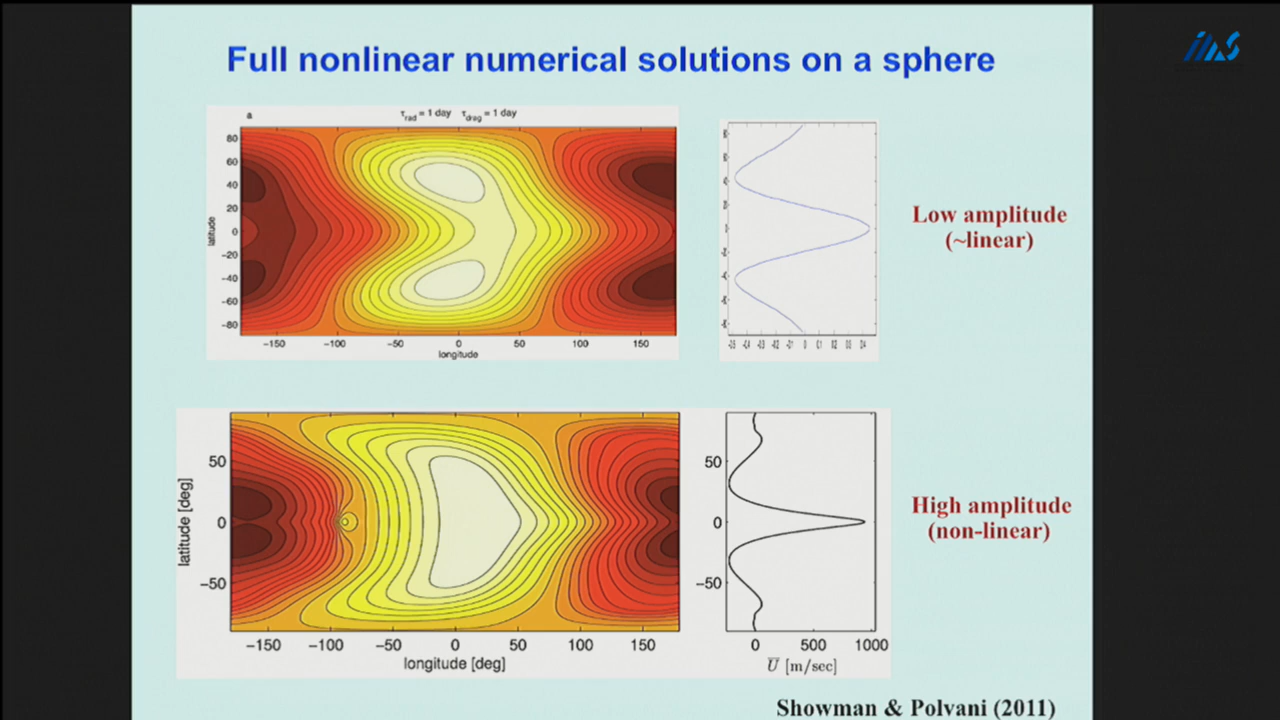 Full nonlinear numerical solutions on a sphere
a
τrad = 1 day τdrag = 1 day
latitude
80
60
40
20
0
−20
−40
−60
−80
−150 −100 −50 0 50 100 150
longitude
Low amplitude
(~linear)
latitude [deg]
50
0
−50
−150 −100 −50 0 50 100 150
longitude [deg]
50
0
−50
0 500 1000
U̅ [m/sec]
High amplitude
(non-linear)
Showman & Polvani (2011)